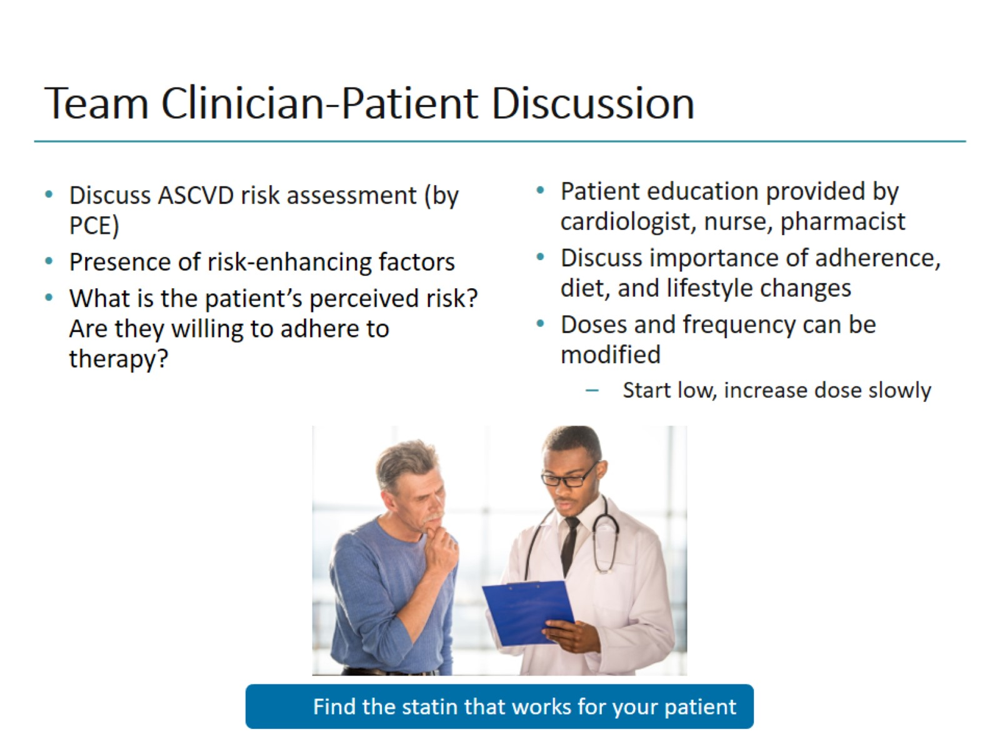 Team Clinician-Patient Discussion
• Discuss ASCVD risk assessment (by
PCE)
• Presence of risk-enhancing factors
• What is the patient’s perceived risk?
Are they willing to adhere to
therapy?
• Patient education provided by
cardiologist, nurse, pharmacist
• Discuss importance of adherence,
diet, and lifestyle changes
• Doses and frequency can be
modified
– Start low, increase dose slowly
Find the statin that works for your patient